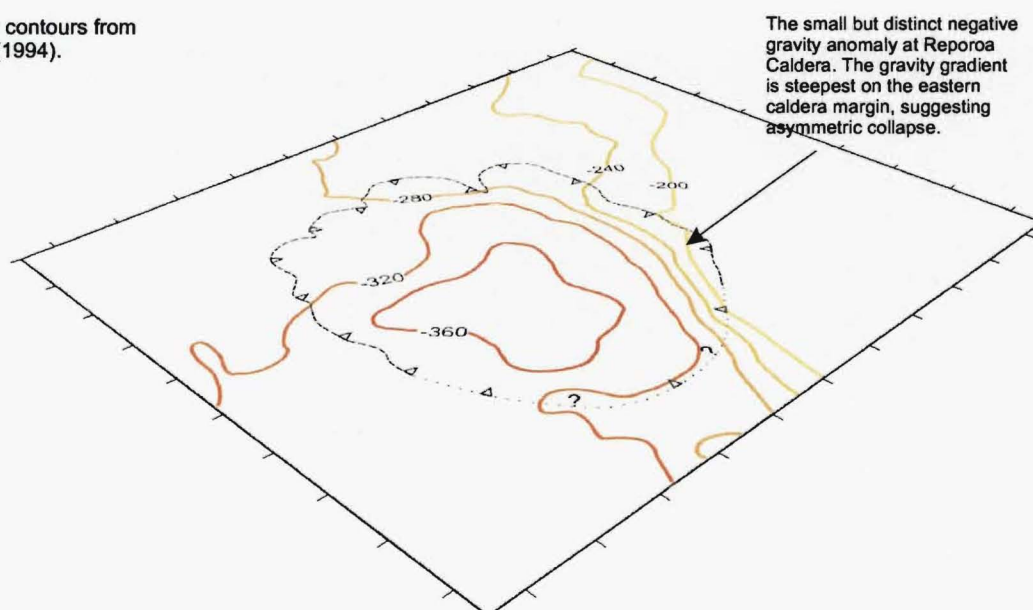 contours from
1994).
The small but distinct negative
gravity anomaly at Reporoa
Caldera. The gravity gradient
is steepest on the eastern
caldera margin, suggesting
asymmetric collapse.
-240
-200
-280
-320
-360
?
?